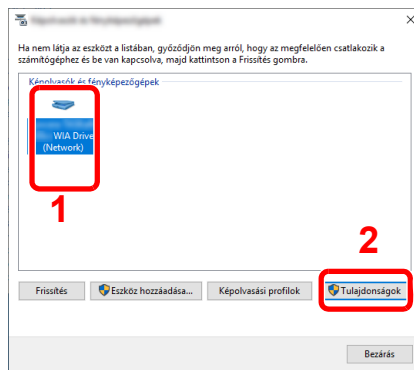 Ha nem látja az eszközt a listában, győződjön meg arról, hogy az megfelelően csatlakozik a
számítógéphez és be van kapcsolva, majd kattintson a Frissítés gombra.
Képolvasók és fényképezőgépek
WIA Drive
(Network)
1
2
Frissítés
Eszköz hozzáadása...
Képolvasási profilok
Tulajdonságok
Bezárás